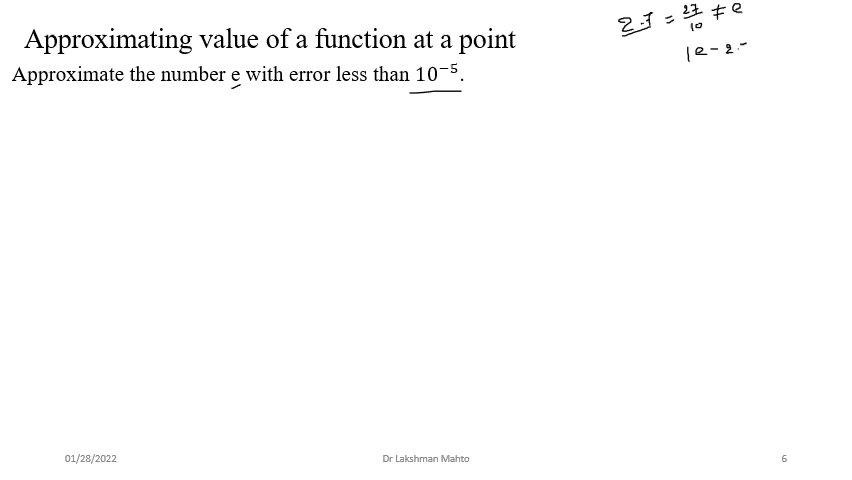 2.7 = 27/10 ≠ e
|e - 2.-
Approximating value of a function at a point
Approximate the number e with error less than 10⁻⁵.
01/28/2022 Dr Lakshman Mahto 6